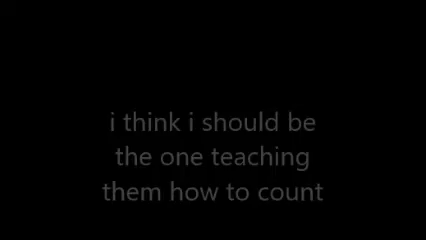 i think i should be
the one teaching
them how to count